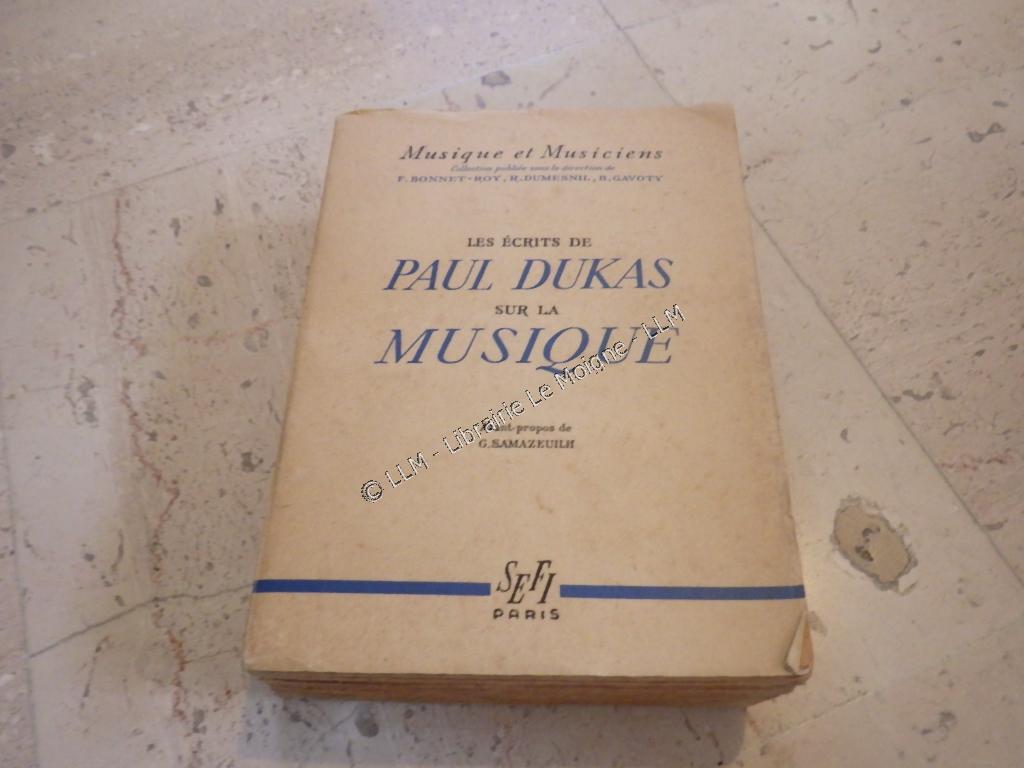 Musique et Musiciens
Collection publiée sous la direction de
F. BONNET-ROY, R. DUMESNIL, B. GAVOTY
LES ÉCRITS DE
PAUL DUKAS
SUR LA
MUSIQUE
-propos de
G. SAMAZEUILH
© LLM - Librairie Le Moigne - LLM
SEFI
PARIS